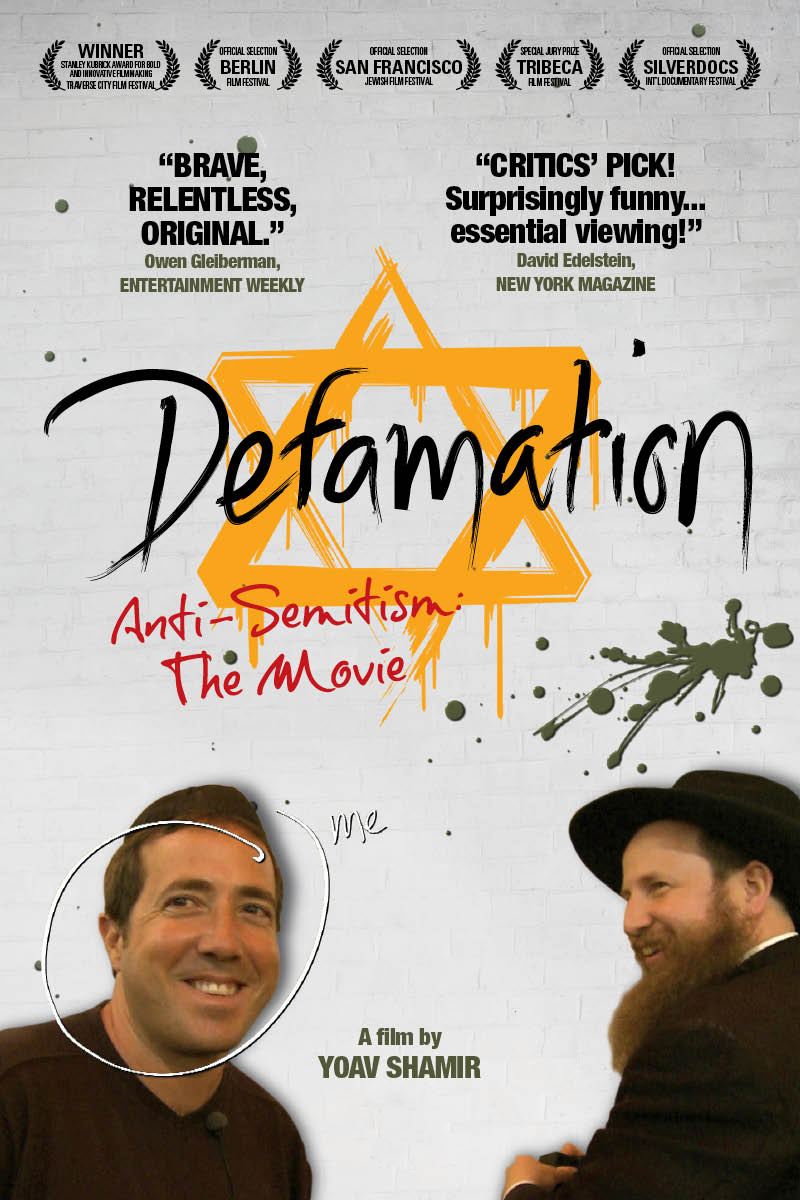 WINNER
STANLEY KUBRICK AWARD FOR BOLD
AND INNOVATIVE FILMMAKING
TRAVERSE CITY FILM FESTIVAL
OFFICIAL SELECTION
BERLIN
FILM FESTIVAL
OFFICIAL SELECTION
SAN FRANCISCO
JEWISH FILM FESTIVAL
SPECIAL JURY PRIZE
TRIBECA
FILM FESTIVAL
OFFICIAL SELECTION
SILVERDOCS
INT'L DOCUMENTARY FESTIVAL
“BRAVE,
RELENTLESS,
ORIGINAL.”
Owen Gleiberman,
ENTERTAINMENT WEEKLY
“CRITICS’ PICK!
Surprisingly funny...
essential viewing!”
David Edelstein,
NEW YORK MAGAZINE
Defamation
Anti-Semitism:
The Movie
me
A film by
YOAV SHAMIR